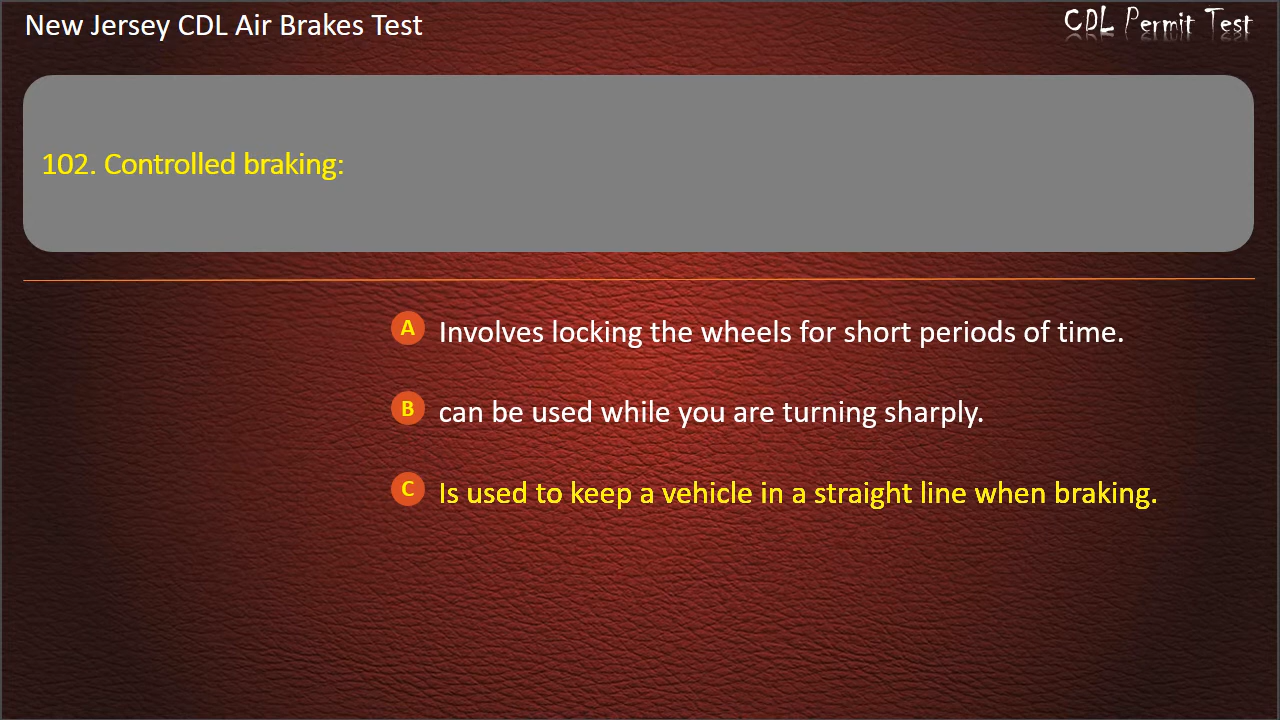 New Jersey CDL Air Brakes Test
CDL Permit Test
102. Controlled braking:
A Involves locking the wheels for short periods of time.
B can be used while you are turning sharply.
C Is used to keep a vehicle in a straight line when braking.